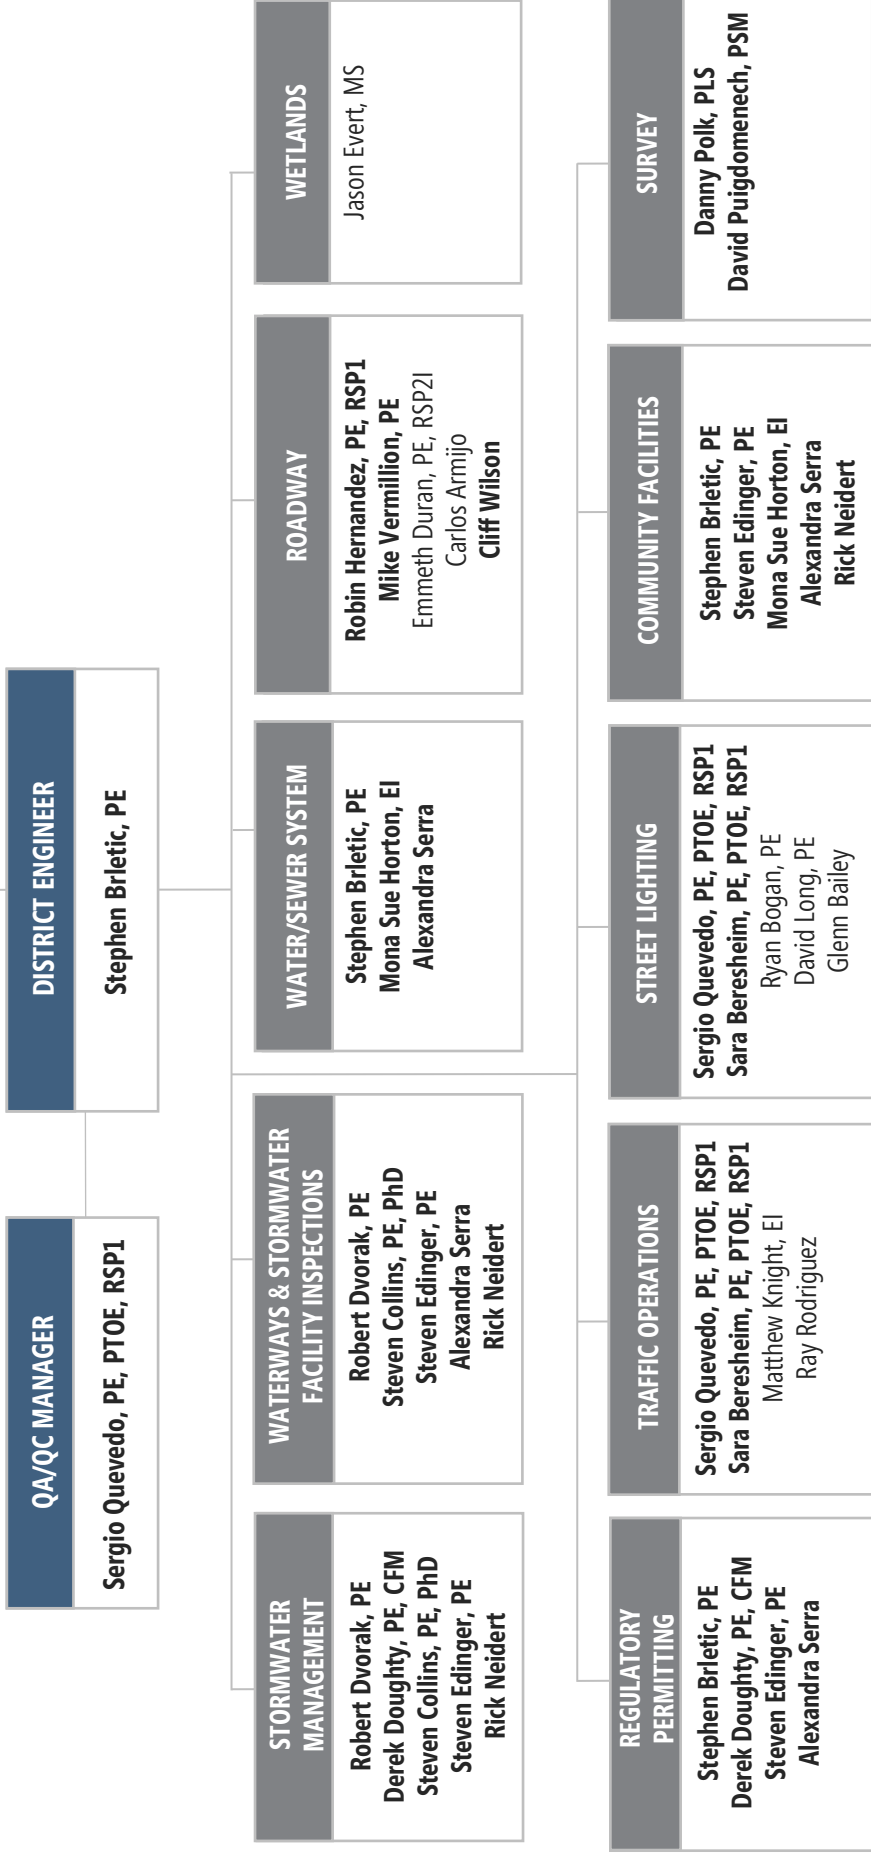 QA/QC MANAGER
Sergio Quevedo, PE, PTOE, RSP1
DISTRICT ENGINEER
Stephen Brletic, PE
STORMWATER
MANAGEMENT
Robert Dvorak, PE
Derek Doughty, PE, CFM
Steven Collins, PE, PhD
Steven Edinger, PE
Rick Neidert
WATERWAYS & STORMWATER
FACILITY INSPECTIONS
Robert Dvorak, PE
Steven Collins, PE, PhD
Steven Edinger, PE
Alexandra Serra
Rick Neidert
WATER/SEWER SYSTEM
Stephen Brletic, PE
Mona Sue Horton, EI
Alexandra Serra
ROADWAY
Robin Hernandez, PE, RSP1
Mike Vermillion, PE
Emmeth Duran, PE, RSP2I
Carlos Armijo
Cliff Wilson
WETLANDS
Jason Evert, MS
REGULATORY
PERMITTING
Stephen Brletic, PE
Derek Doughty, PE, CFM
Steven Edinger, PE
Alexandra Serra
TRAFFIC OPERATIONS
Sergio Quevedo, PE, PTOE, RSP1
Sara Beresheim, PE, PTOE, RSP1
Matthew Knight, EI
Ray Rodriguez
STREET LIGHTING
Sergio Quevedo, PE, PTOE, RSP1
Sara Beresheim, PE, PTOE, RSP1
Ryan Bogan, PE
David Long, PE
Glenn Bailey
COMMUNITY FACILITIES
Stephen Brletic, PE
Steven Edinger, PE
Mona Sue Horton, EI
Alexandra Serra
Rick Neidert
SURVEY
Danny Polk, PLS
David Puigdomenech, PSM